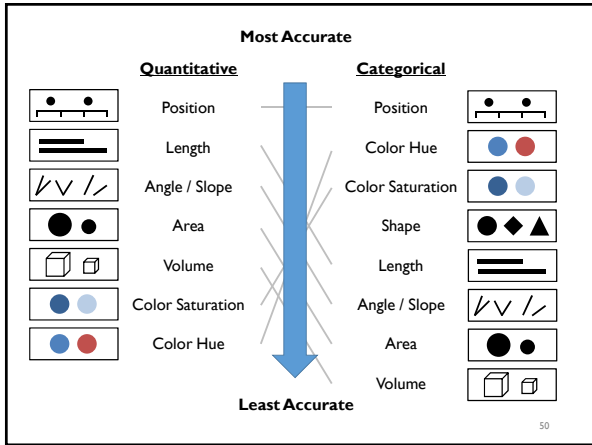 Most Accurate
Quantitative
Position
Length
Angle / Slope
Area
Volume
Color Saturation
Color Hue
Categorical
Position
Color Hue
Color Saturation
Shape
Length
Angle / Slope
Area
Volume
Least Accurate
50